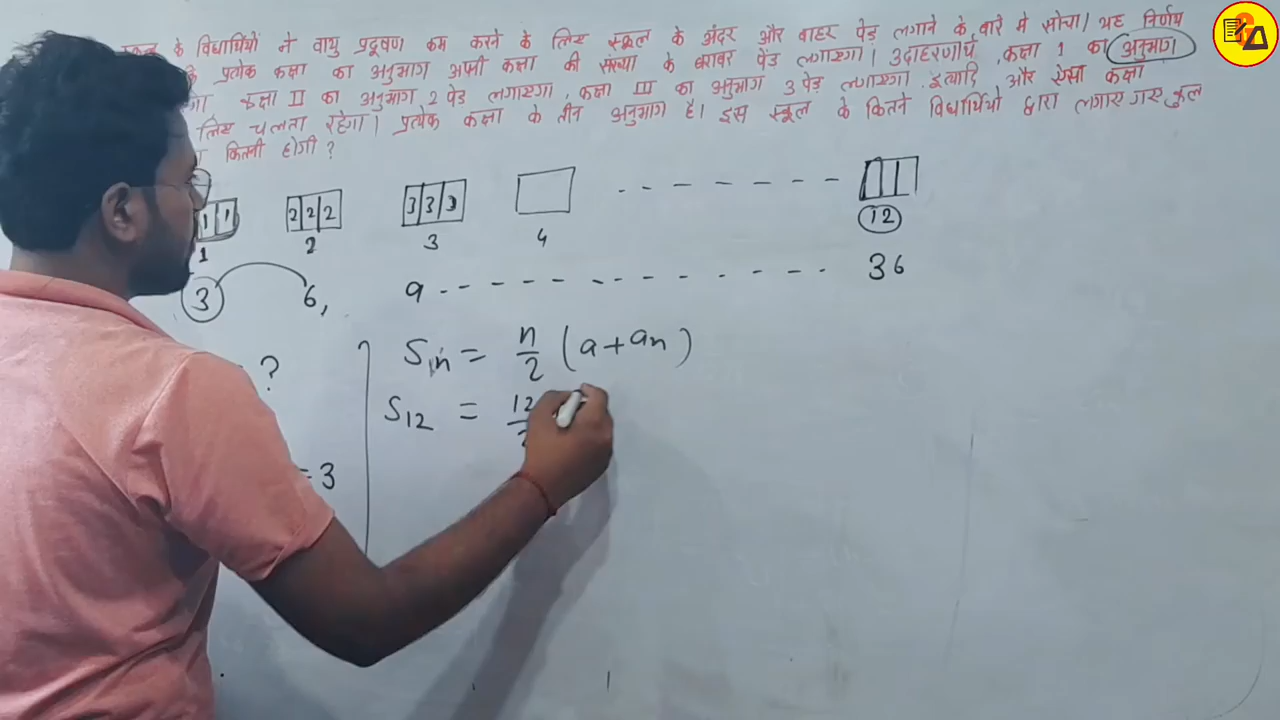 के विधार्थियों ने वायु प्रदूषण कम करने के लिए स्कूल के अंदर और बाहर पेड़ लगाने के बारे मे सोचा। यह निर्णय
प्रत्येक कक्षा का अनुभाग अपनी कक्षा की संख्या के बराबर पेड़ लगाएगा। उदाहरणार्थ, कक्षा 1 का अनुभाग
कक्षा II का अनुभाग 2 पेड़ लगाएगा, कक्षा III का अनुभाग 3 पेड़ लगाएगा इत्यादि और ऐसा कक्षा
लिए चलता रहेगा। प्रत्येक कक्षा के तीन अनुभाग है। इस स्कूल के कितने विधार्थियो द्वारा लगाए गए कुल
कितनी होगी ?
1 1 2 2 2 3 3 3 - - - - - - -
1 2 3 4 12
3 6, 9 - - - - - - - - - - - - 36
? Sn = n/2 (a+an)
S12 = 12/2
= 3